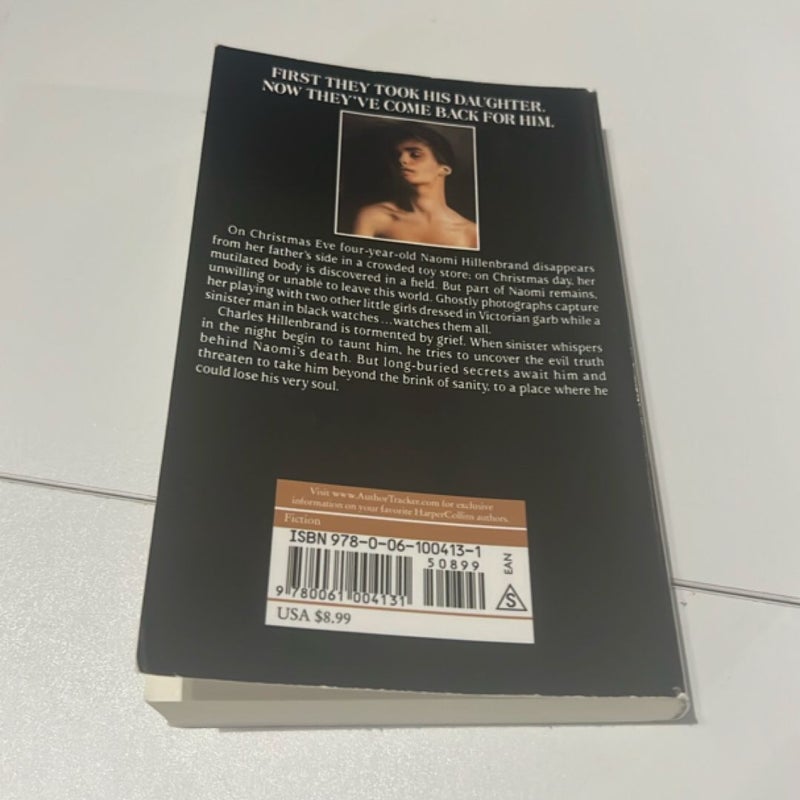 FIRST THEY TOOK HIS DAUGHTER.
NOW THEY'VE COME BACK FOR HIM.
On Christmas Eve four-year-old Naomi Hillenbrand disappears
from her father's side in a crowded toy store; on Christmas day, her
mutilated body is discovered in a field. But part of Naomi remains,
unwilling or unable to leave this world. Ghostly photographs capture
her playing with two other little girls dressed in Victorian garb while a
sinister man in black watches...watches them all.
Charles Hillenbrand is tormented by grief. When sinister whispers
in the night begin to taunt him, he tries to uncover the evil truth
behind Naomi's death. But long-buried secrets await him and
threaten to take him beyond the brink of sanity, to a place where he
could lose his very soul.
Visit www.AuthorTracker.com for exclusive
information on your favorite HarperCollins authors.
Fiction
ISBN 978-0-06-100413-1
50899
EAN
9 780061 004131
S
USA $8.99